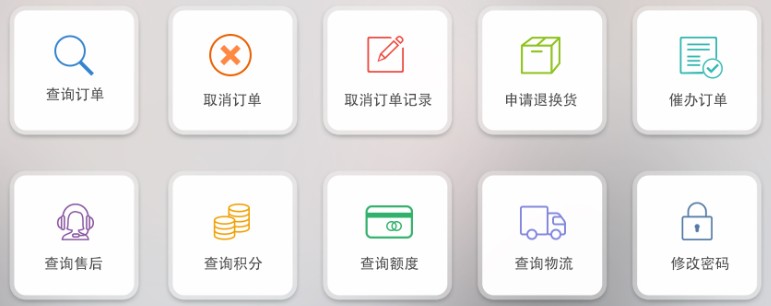 查询订单
取消订单
取消订单记录
申请退换货
催办订单
查询售后
查询积分
查询额度
查询物流
修改密码